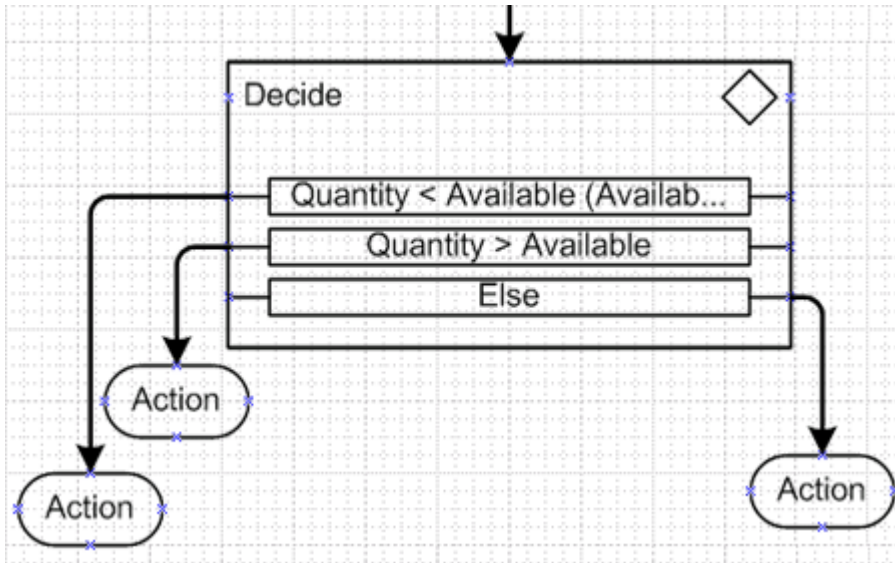 Decide
Quantity < Available (Availab...
Quantity > Available
Else
Action
Action
Action